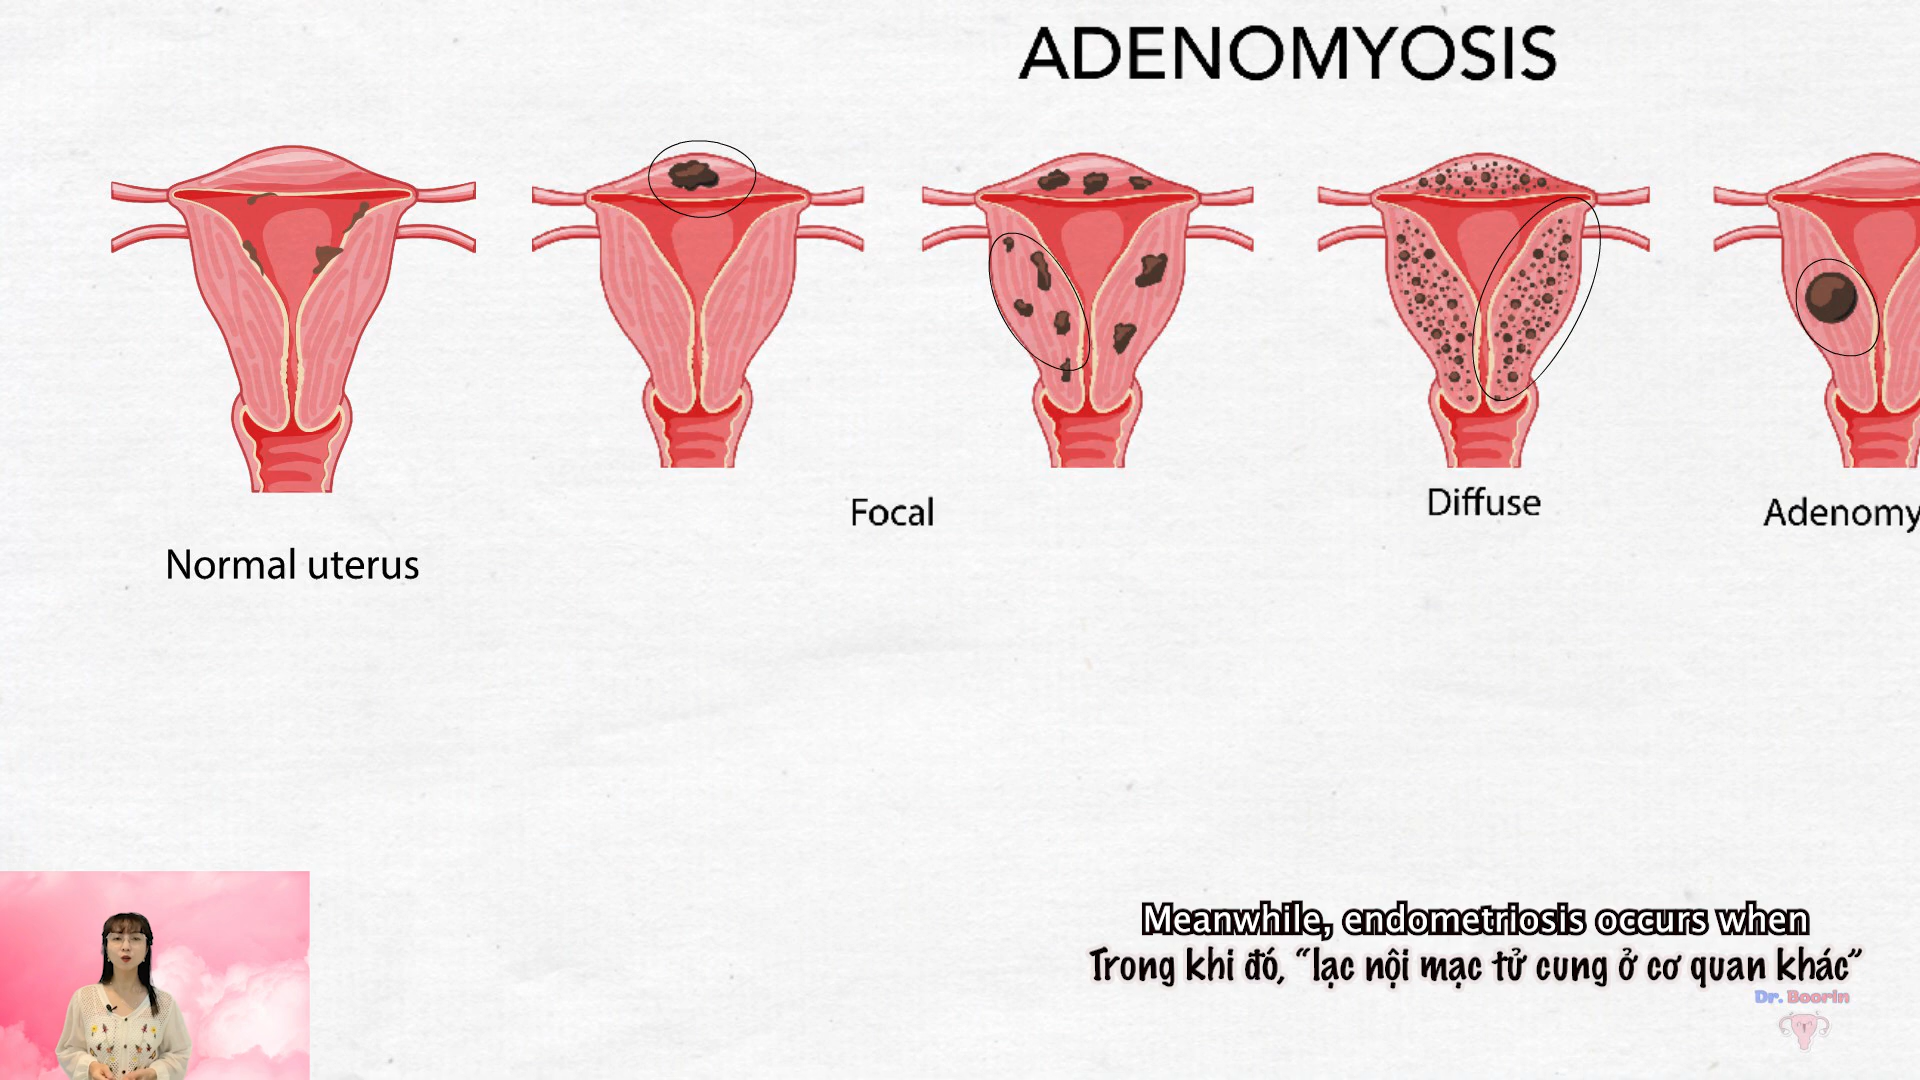 ADENOMYOSIS
Focal
Diffuse
Adenomy
Normal uterus
Meanwhile, endometriosis occurs when
Trong khi đó, “lạc nội mạc tử cung ở cơ quan khác”
Dr. Boorin